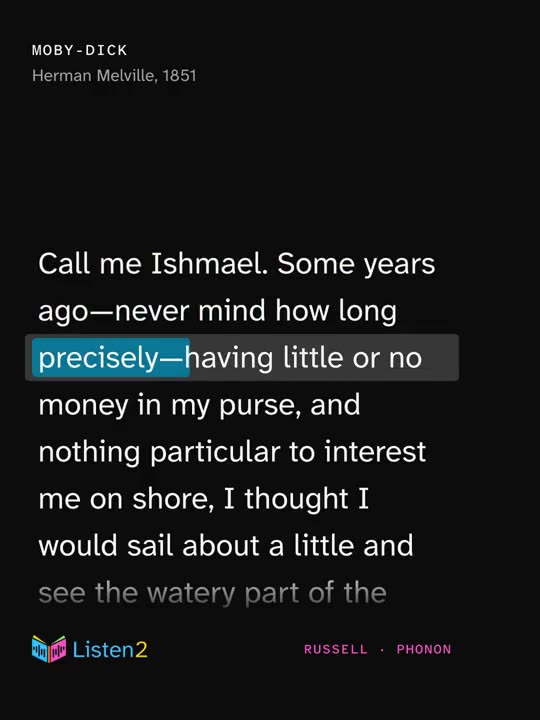 MOBY-DICK
Herman Melville, 1851
Call me Ishmael. Some years
ago—never mind how long
precisely—having little or no
money in my purse, and
nothing particular to interest
me on shore, I thought I
would sail about a little and
see the watery part of the
Listen2
RUSSELL · PHONON